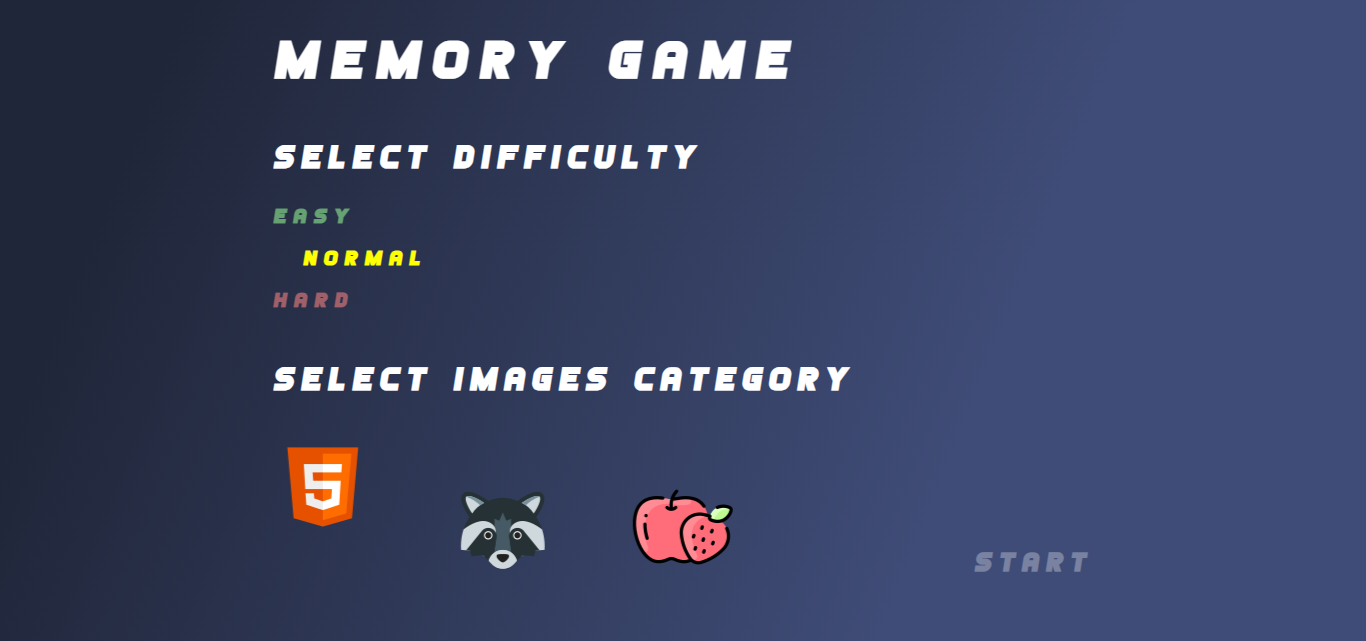 MEMORY GAME
SELECT DIFFICULTY
EASY
NORMAL
HARD
SELECT IMAGES CATEGORY
5
START